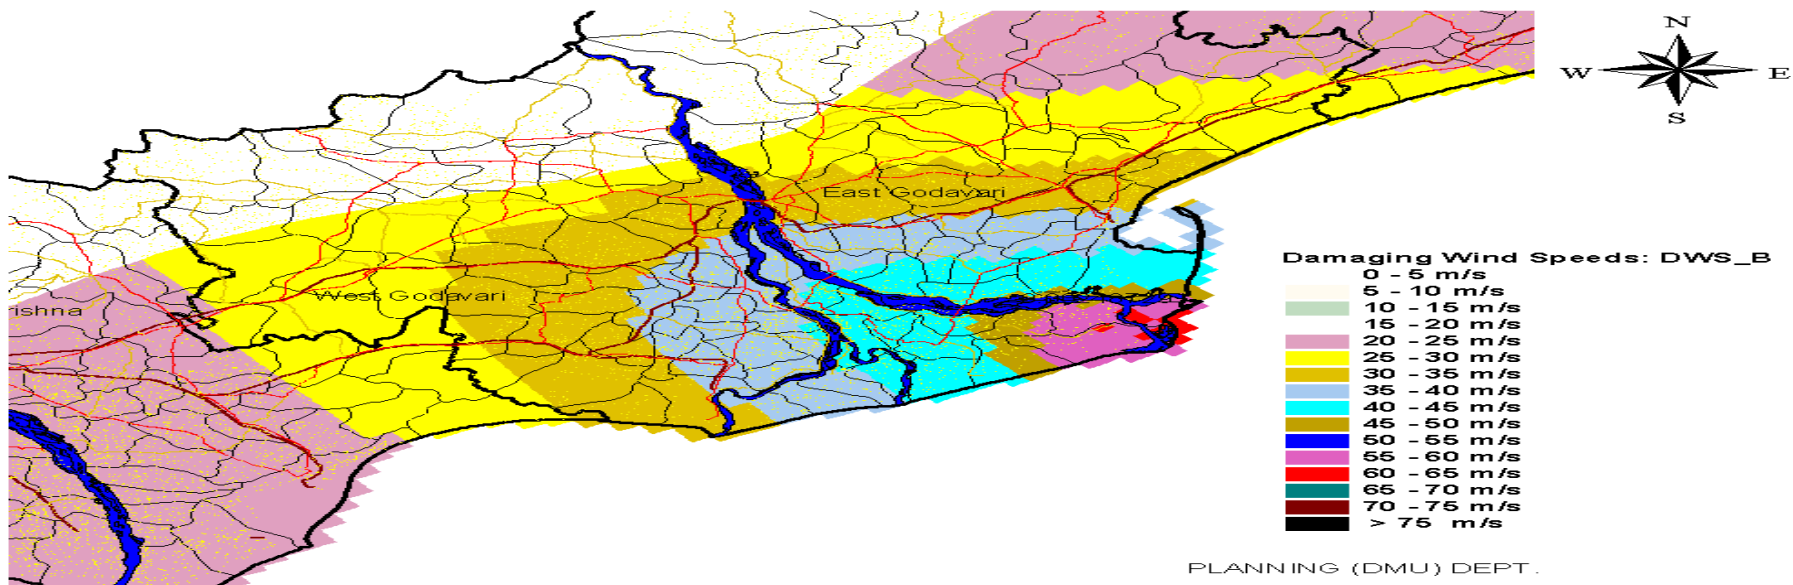 N
W E
S
East Godavari
West Godavari
ishna
Damaging Wind Speeds: DWS_B
0 - 5 m/s
5 - 10 m/s
10 - 15 m/s
15 - 20 m/s
20 - 25 m/s
25 - 30 m/s
30 - 35 m/s
35 - 40 m/s
40 - 45 m/s
45 - 50 m/s
50 - 55 m/s
55 - 60 m/s
60 - 65 m/s
65 - 70 m/s
70 - 75 m/s
> 75 m/s
PLANNING (DMU) DEPT.